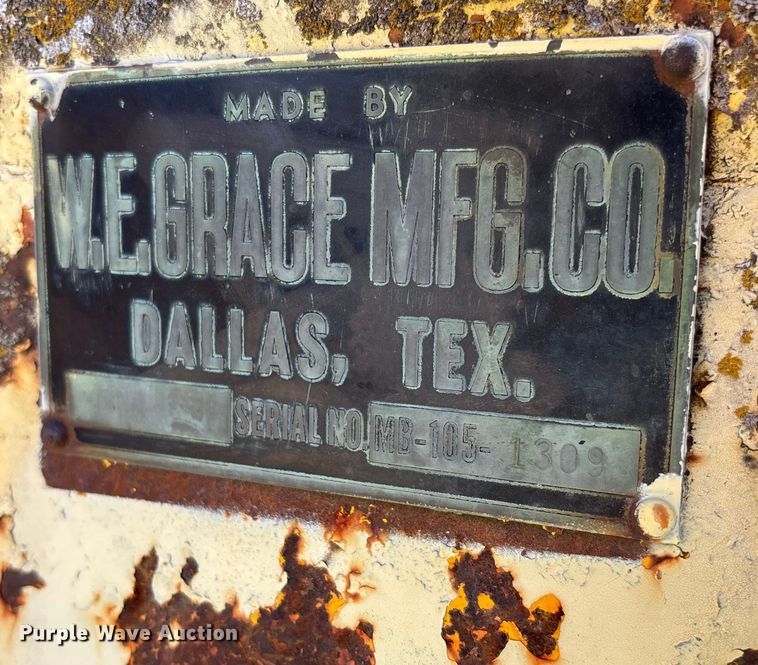 MADE BY
W.E.GRACE MFG.CO.
DALLAS, TEX.
SERIAL NO. MB-105-1309
Purple Wave Auction